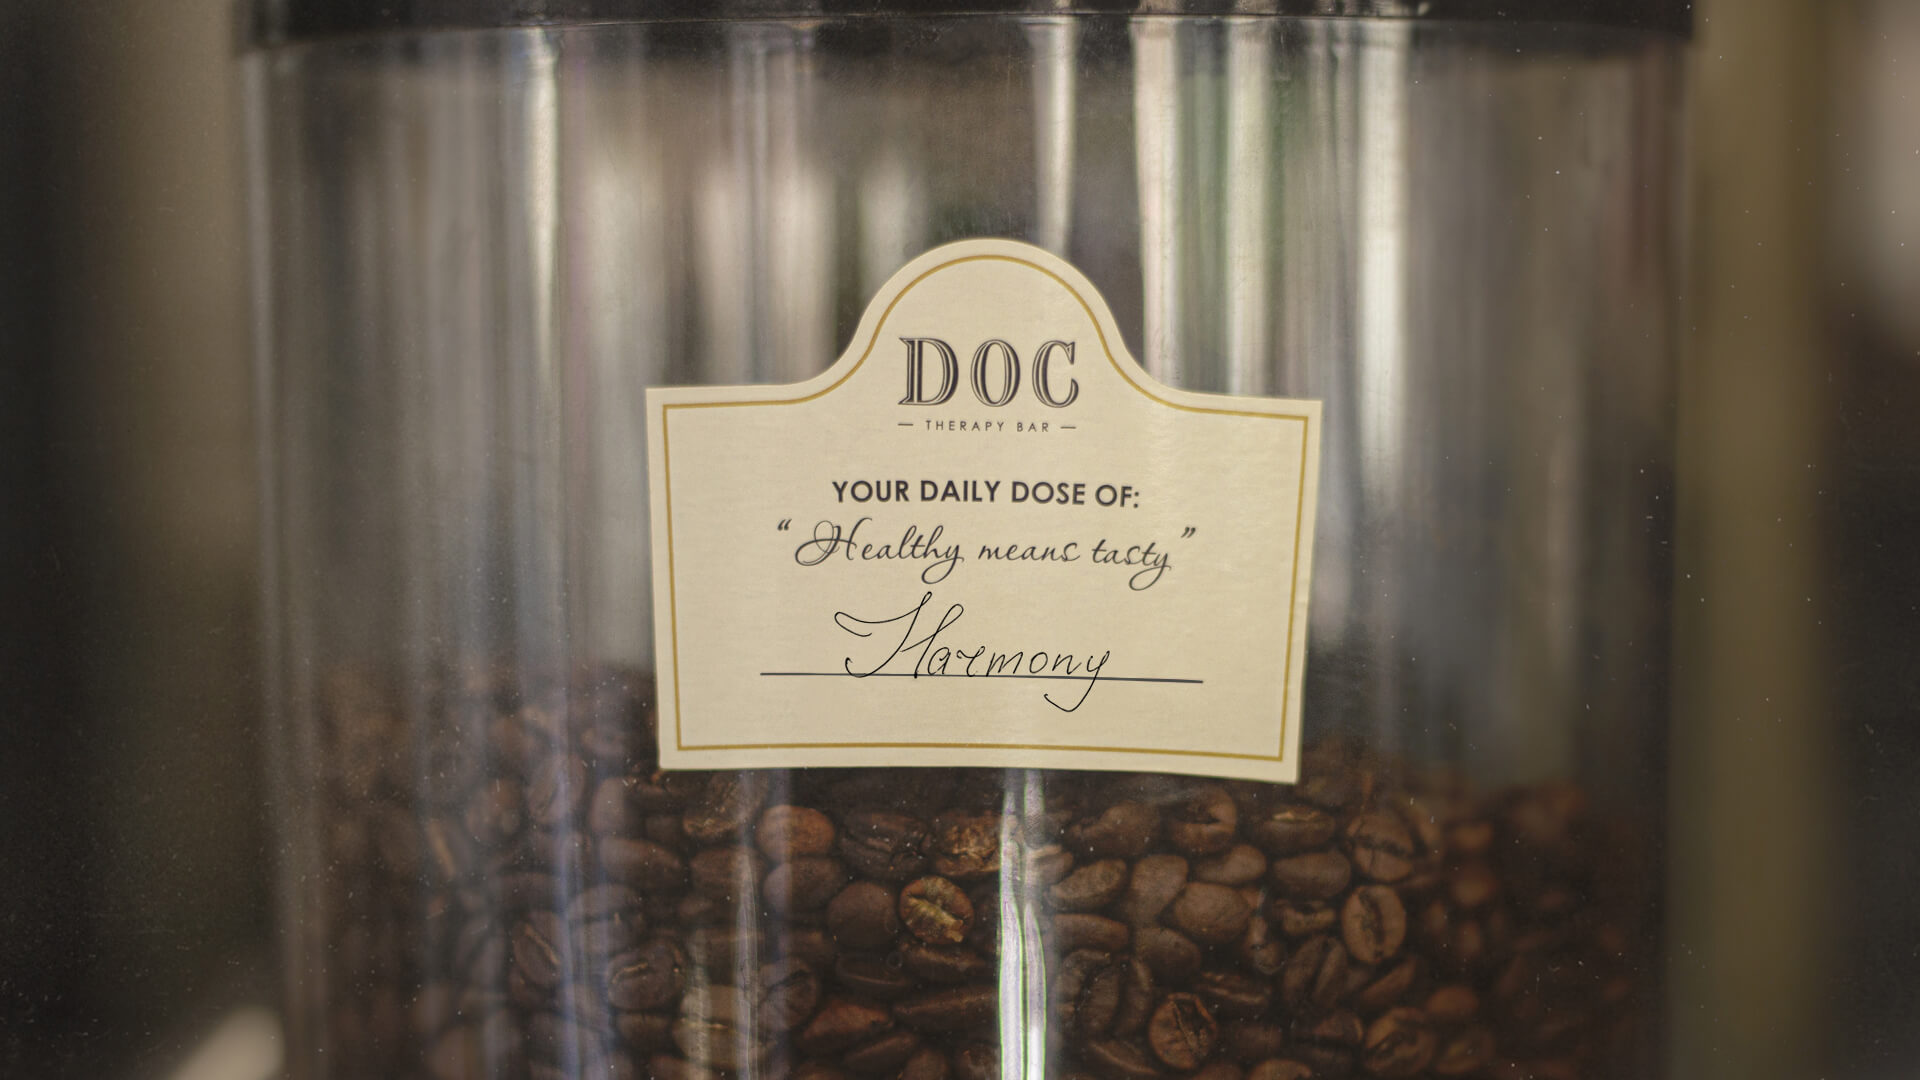 DOC
— THERAPY BAR —
YOUR DAILY DOSE OF:
“Healthy means tasty”
Harmony